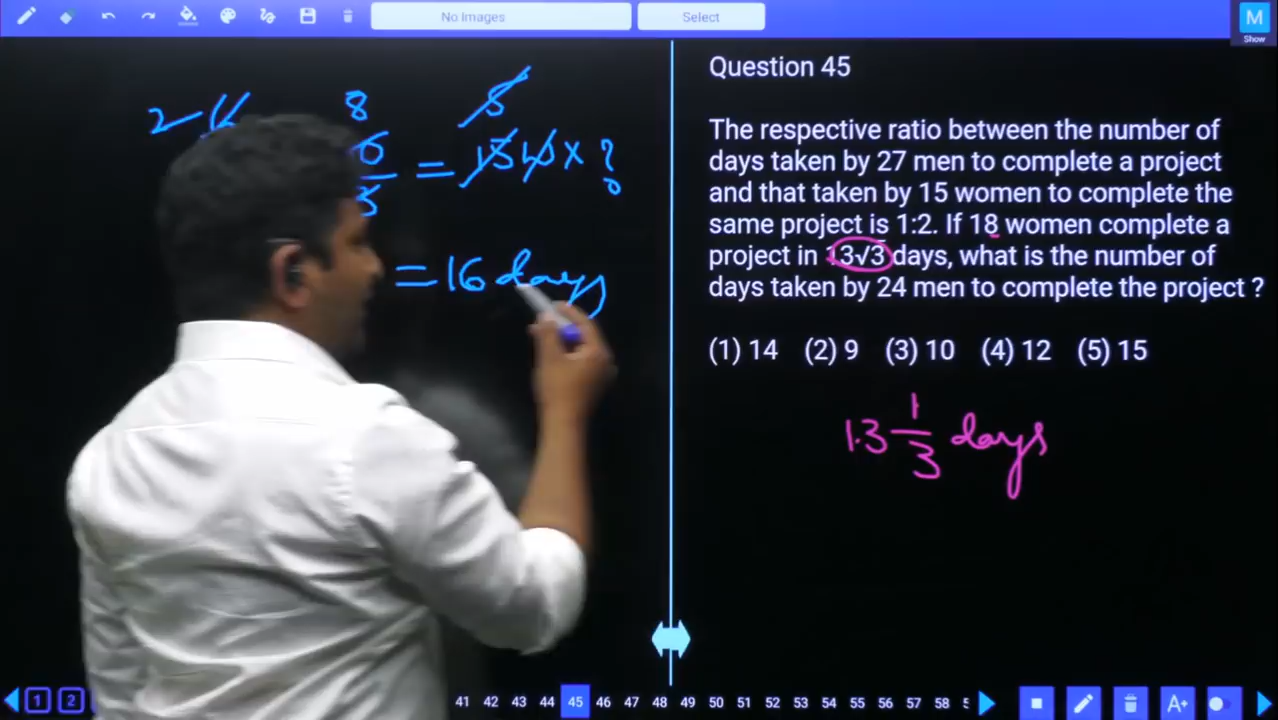 No Images
Select
M
Show
8
5
= 15 10 × ?
= 16 days
Question 45
The respective ratio between the number of
days taken by 27 men to complete a project
and that taken by 15 women to complete the
same project is 1:2. If 18 women complete a
project in 13√3 days, what is the number of
days taken by 24 men to complete the project ?
(1) 14 (2) 9 (3) 10 (4) 12 (5) 15
13 1/3 days
1 2 41 42 43 44 45 46 47 48 49 50 51 52 53 54 55 56 57 58
A+